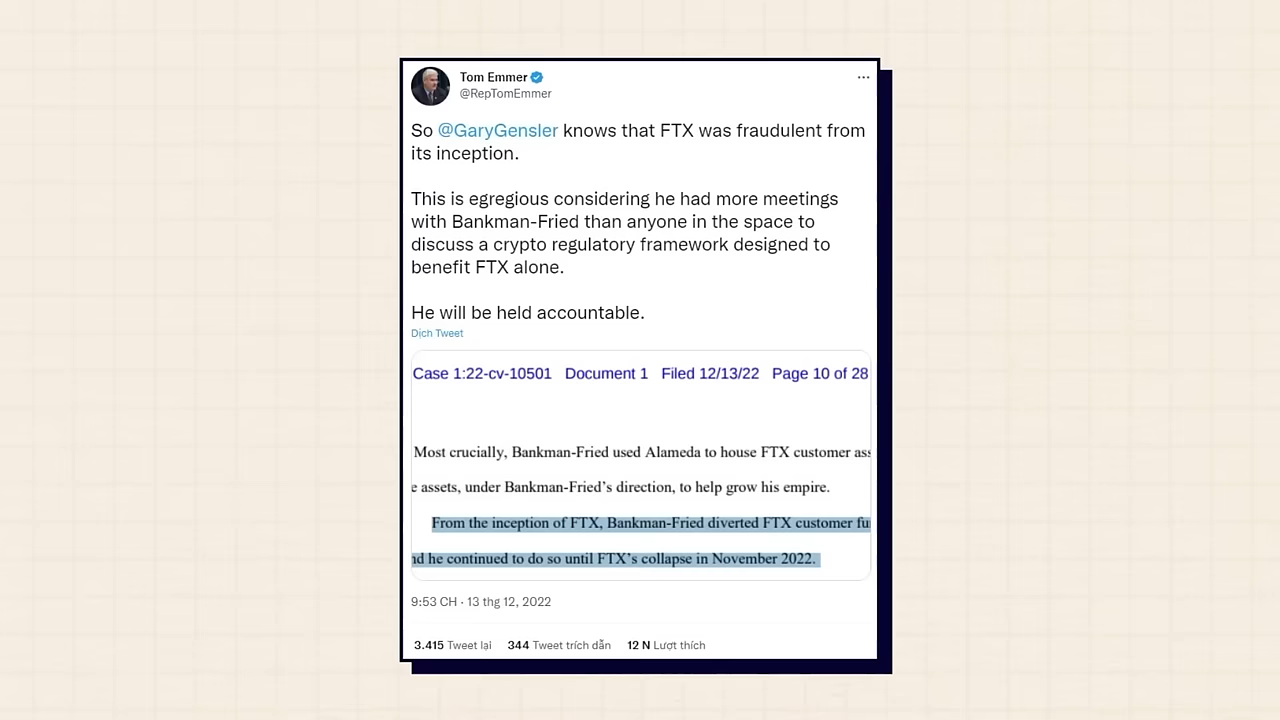 Tom Emmer
@RepTomEmmer
So @GaryGensler knows that FTX was fraudulent from
its inception.
This is egregious considering he had more meetings
with Bankman-Fried than anyone in the space to
discuss a crypto regulatory framework designed to
benefit FTX alone.
He will be held accountable.
Dịch Tweet
Case 1:22-cv-10501 Document 1 Filed 12/13/22 Page 10 of 28
Most crucially, Bankman-Fried used Alameda to house FTX customer
assets, under Bankman-Fried’s direction, to help grow his empire.
From the inception of FTX, Bankman-Fried diverted FTX customer
he continued to do so until FTX’s collapse in November 2022.
9:53 CH · 13 thg 12, 2022
3.415 Tweet lại 344 Tweet trích dẫn 12 N Lượt thích